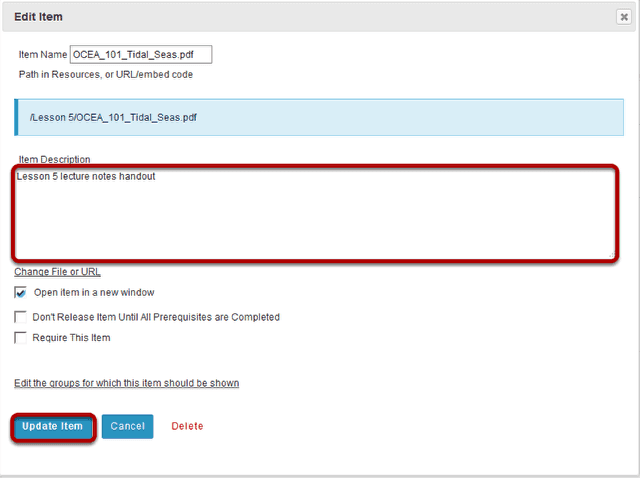 Edit Item
Item Name OCEA_101_Tidal_Seas.pdf
Path in Resources, or URL/embed code
/Lesson 5/OCEA_101_Tidal_Seas.pdf
Item Description
Lesson 5 lecture notes handout
Change File or URL
Open item in a new window
Don't Release Item Until All Prerequisites are Completed
Require This Item
Edit the groups for which this item should be shown
Update Item Cancel Delete